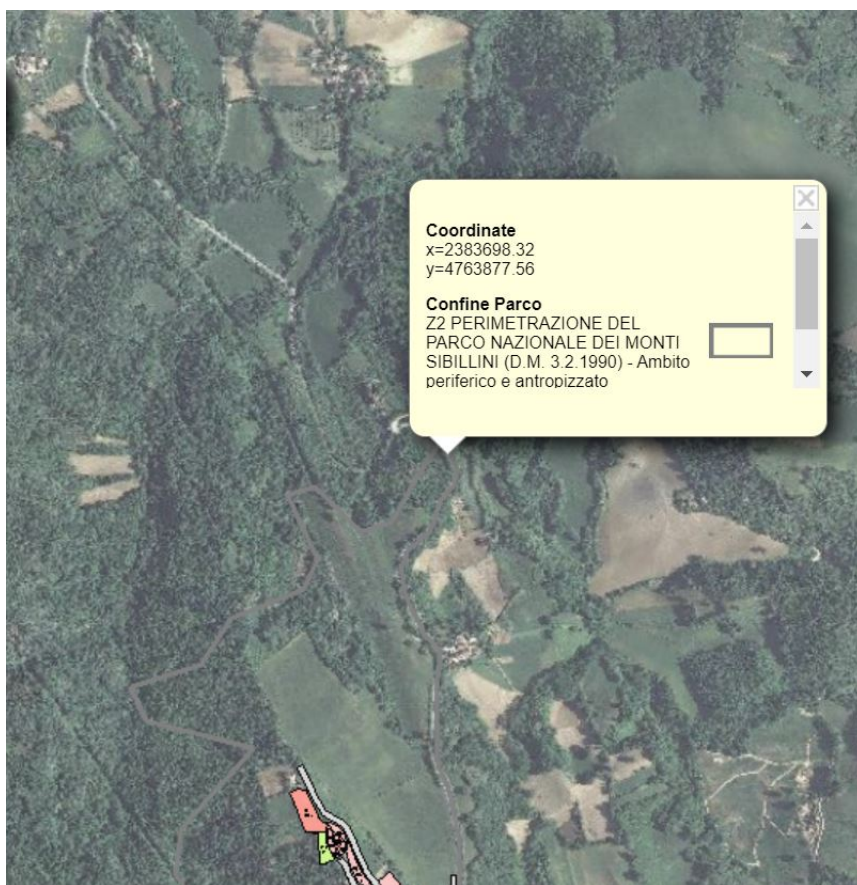 Coordinate
x=2383698.32
y=4763877.56
Confine Parco
Z2 PERIMETRAZIONE DEL
PARCO NAZIONALE DEI MONTI
SIBILLINI (D.M. 3.2.1990) - Ambito
periferico e antropizzato